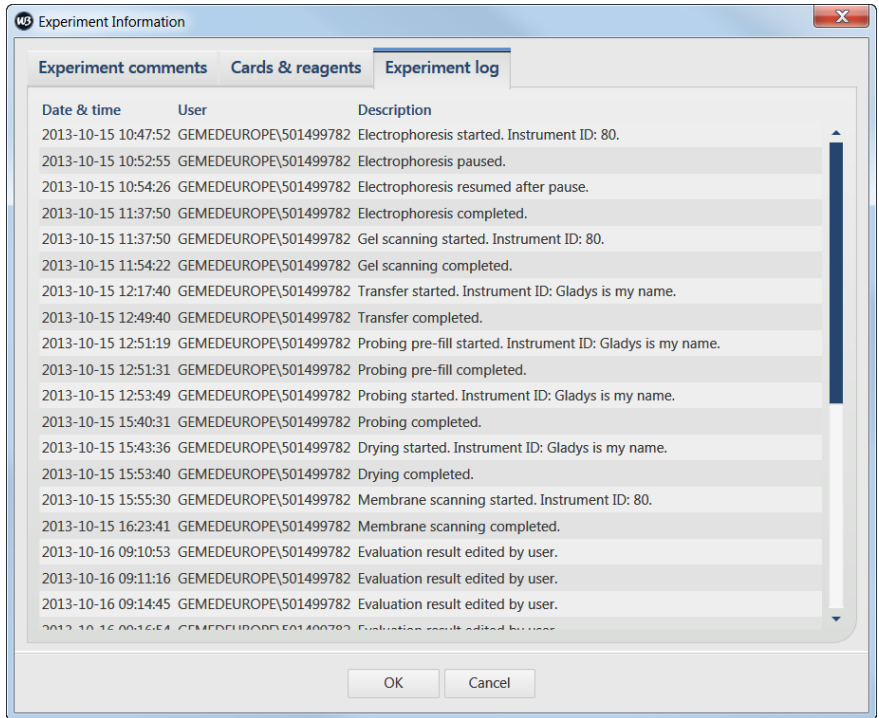 WB Experiment Information
Experiment comments Cards & reagents Experiment log
Date & time User Description
2013-10-15 10:47:52 GEMEDEUROPE\501499782 Electrophoresis started. Instrument ID: 80.
2013-10-15 10:52:55 GEMEDEUROPE\501499782 Electrophoresis paused.
2013-10-15 10:54:26 GEMEDEUROPE\501499782 Electrophoresis resumed after pause.
2013-10-15 11:37:50 GEMEDEUROPE\501499782 Electrophoresis completed.
2013-10-15 11:37:50 GEMEDEUROPE\501499782 Gel scanning started. Instrument ID: 80.
2013-10-15 11:54:22 GEMEDEUROPE\501499782 Gel scanning completed.
2013-10-15 12:17:40 GEMEDEUROPE\501499782 Transfer started. Instrument ID: Gladys is my name.
2013-10-15 12:49:40 GEMEDEUROPE\501499782 Transfer completed.
2013-10-15 12:51:19 GEMEDEUROPE\501499782 Probing pre-fill started. Instrument ID: Gladys is my name.
2013-10-15 12:51:31 GEMEDEUROPE\501499782 Probing pre-fill completed.
2013-10-15 12:53:49 GEMEDEUROPE\501499782 Probing started. Instrument ID: Gladys is my name.
2013-10-15 15:40:31 GEMEDEUROPE\501499782 Probing completed.
2013-10-15 15:43:36 GEMEDEUROPE\501499782 Drying started. Instrument ID: Gladys is my name.
2013-10-15 15:53:40 GEMEDEUROPE\501499782 Drying completed.
2013-10-15 15:55:30 GEMEDEUROPE\501499782 Membrane scanning started. Instrument ID: 80.
2013-10-15 16:23:41 GEMEDEUROPE\501499782 Membrane scanning completed.
2013-10-16 09:10:53 GEMEDEUROPE\501499782 Evaluation result edited by user.
2013-10-16 09:11:16 GEMEDEUROPE\501499782 Evaluation result edited by user.
2013-10-16 09:14:45 GEMEDEUROPE\501499782 Evaluation result edited by user.
2013-10-16 09:16:54 GEMEDEUROPE\501499782 Evaluation result edited by user.
OK Cancel